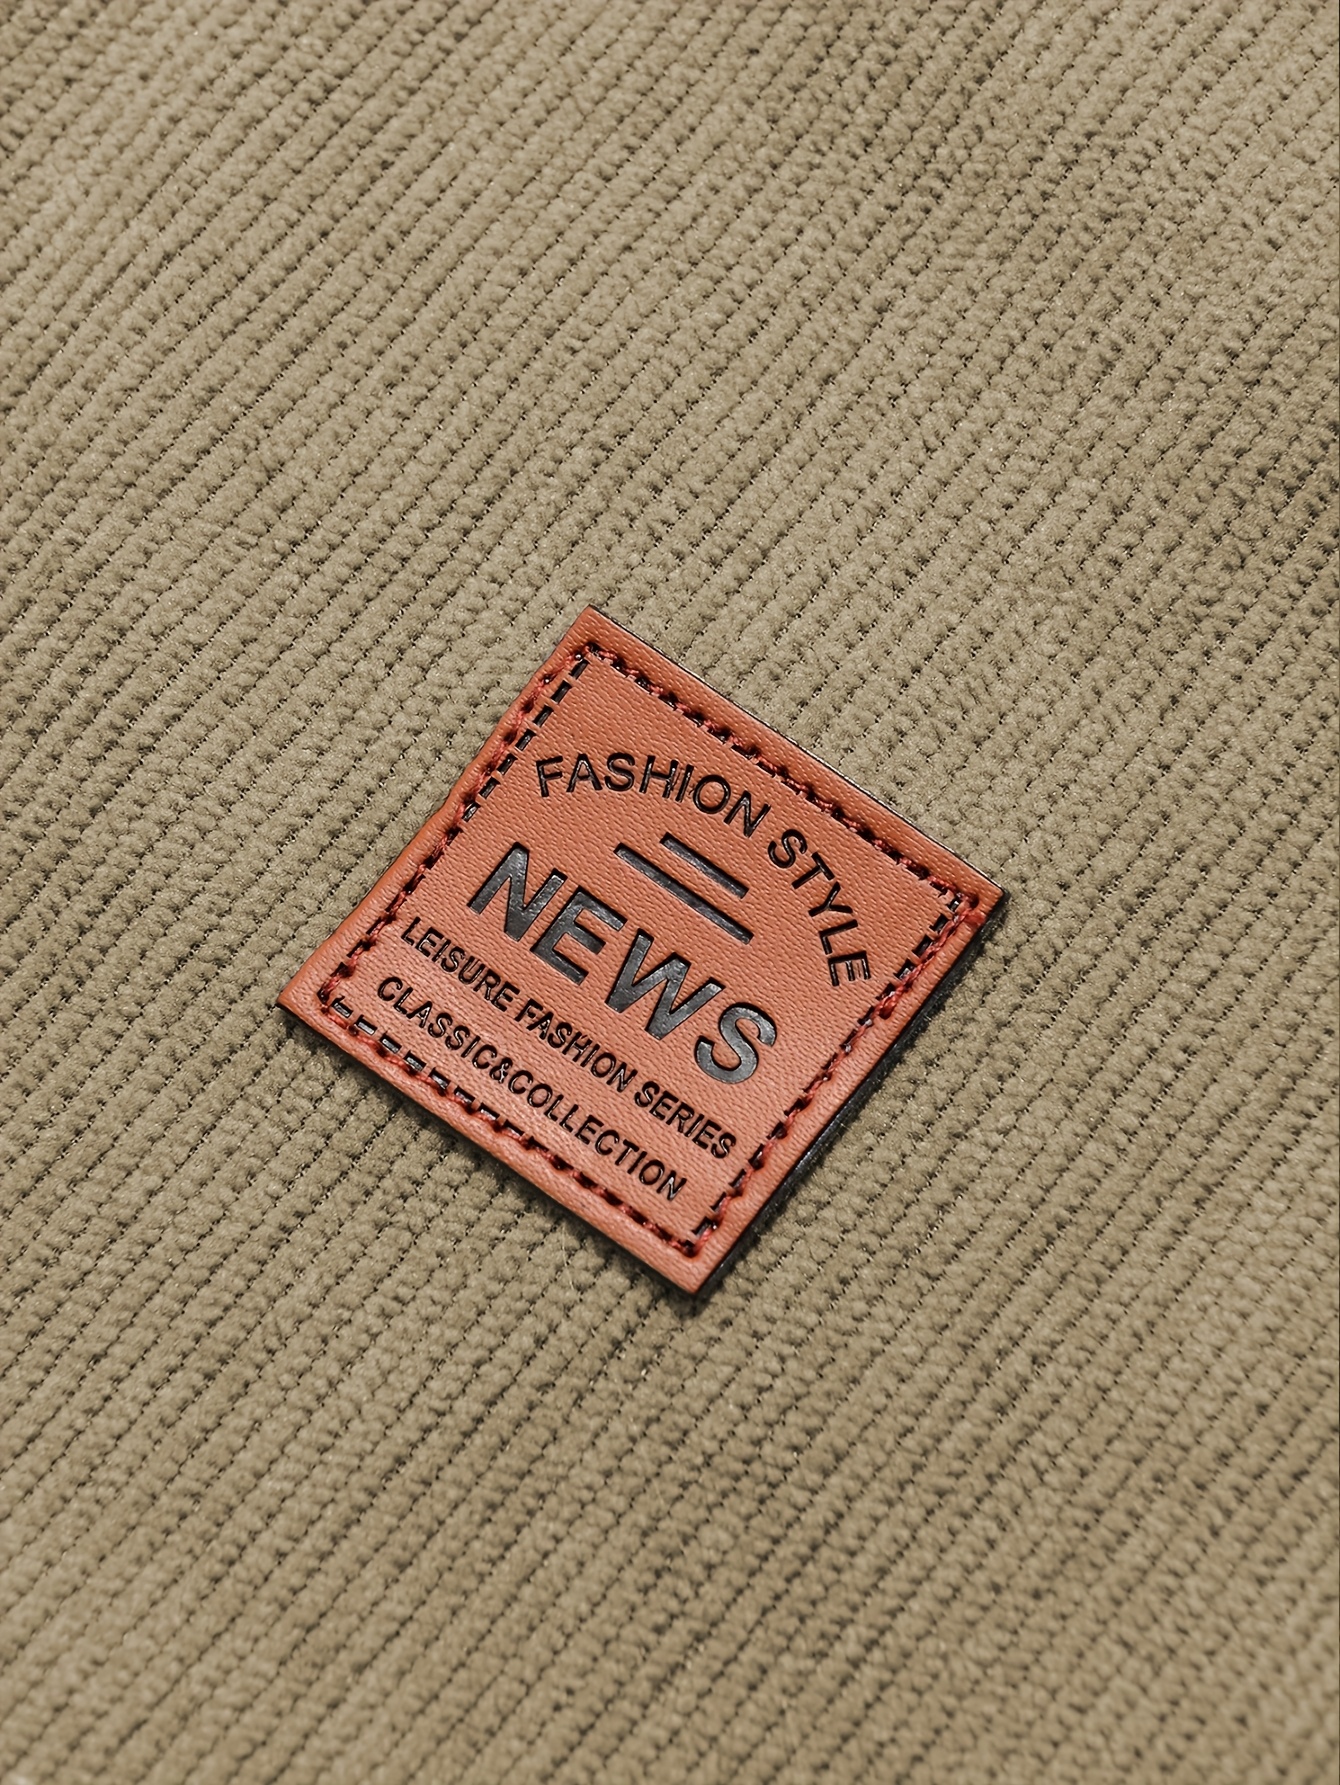 FASHION STYLE
NEWS
LEISURE FASHION SERIES
CLASSIC&COLLECTION